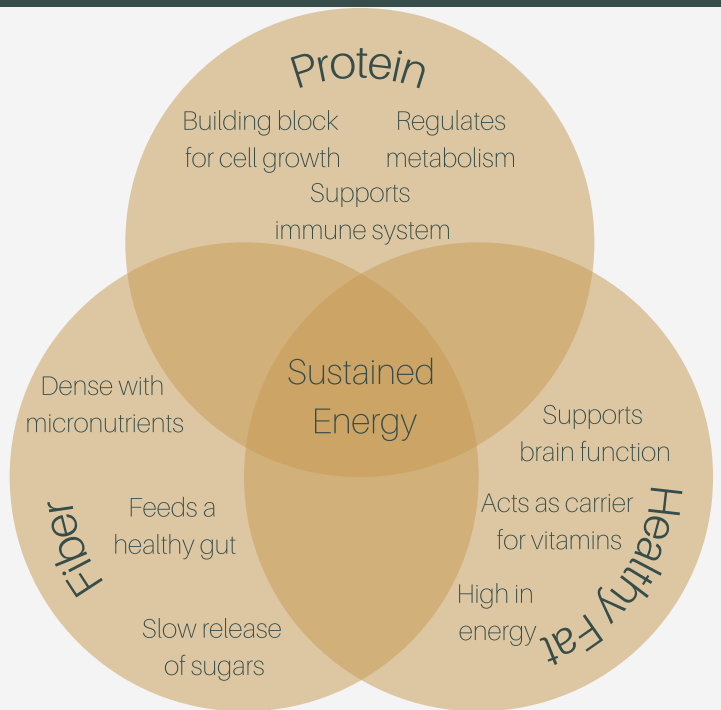 Protein
Building block
for cell growth
Regulates
metabolism
Supports
immune system
Sustained
Energy
Dense with
micronutrients
Feeds a
healthy gut
Slow release
of sugars
Fiber
Supports
brain function
Acts as carrier
for vitamins
High in
energy
Healthy Fat